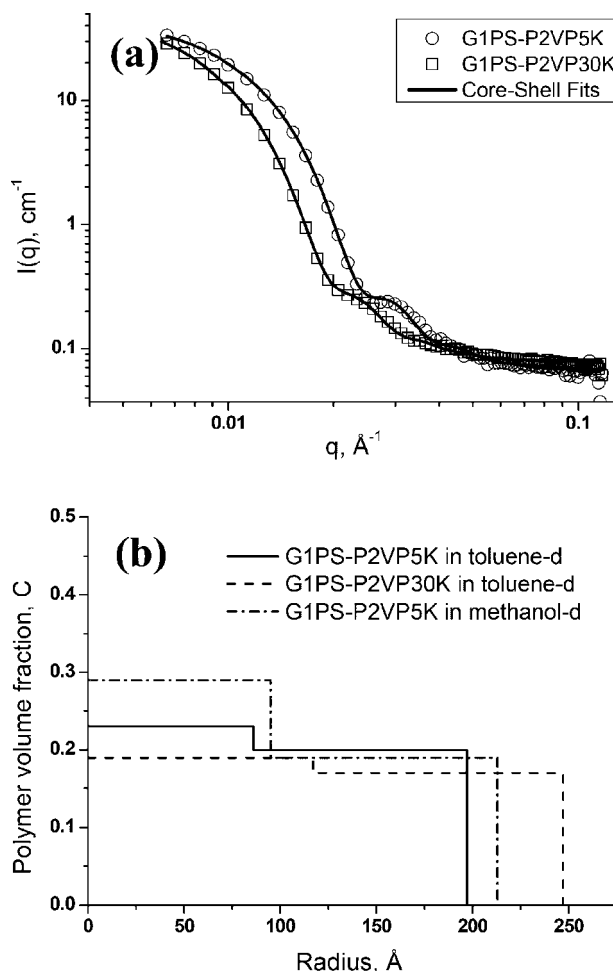 (a)
G1PS-P2VP5K
G1PS-P2VP30K
Core-Shell Fits
I(q), cm⁻¹
10
1
0.1
0.01
0.1
q, Å⁻¹
(b)
G1PS-P2VP5K in toluene-d
G1PS-P2VP30K in toluene-d
G1PS-P2VP5K in methanol-d
Polymer volume fraction, C
0.5
0.4
0.3
0.2
0.1
0.0
0
50
100
150
200
250
Radius, Å